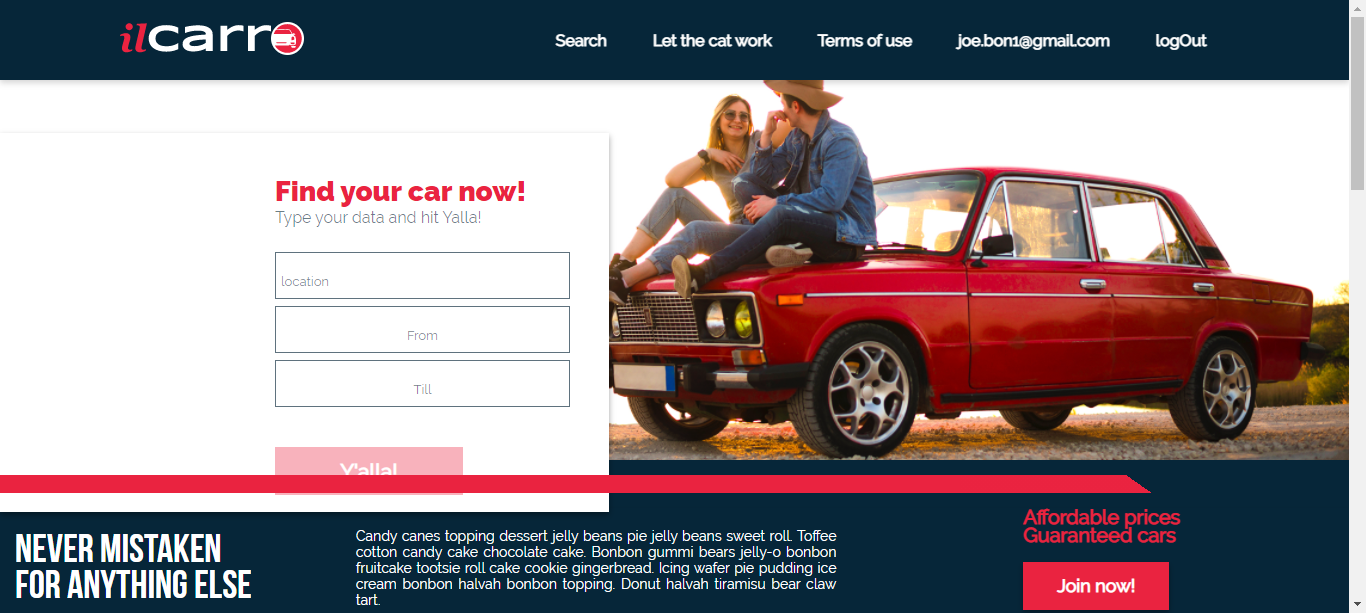 ilcarro
Search
Let the cat work
Terms of use
joe.bon1@gmail.com
logOut
Find your car now!
Type your data and hit Yalla!
location
From
Till
Y'alla!
NEVER MISTAKEN
FOR ANYTHING ELSE
Candy canes topping dessert jelly beans pie jelly beans sweet roll. Toffee
cotton candy cake chocolate cake. Bonbon gummi bears jelly-o bonbon
fruitcake tootsie roll cake cookie gingerbread. Icing wafer pie pudding ice
cream bonbon halvah bonbon topping. Donut halvah tiramisu bear claw
tart.
Affordable prices
Guaranteed cars
Join now!